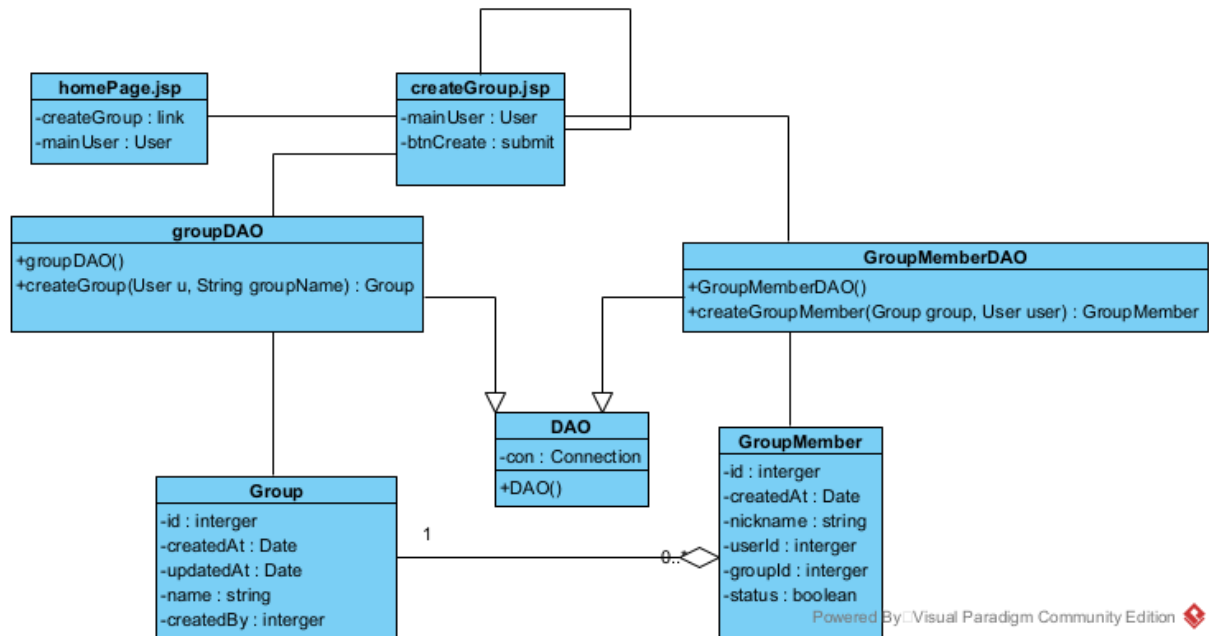 homePage.jsp
-createGroup : link
-mainUser : User
createGroup.jsp
-mainUser : User
-btnCreate : submit
groupDAO
+groupDAO()
+createGroup(User u, String groupName) : Group
GroupMemberDAO
+GroupMemberDAO()
+createGroupMember(Group group, User user) : GroupMember
DAO
-con : Connection
+DAO()
Group
-id : interger
-createdAt : Date
-updatedAt : Date
-name : string
-createdBy : interger
1
0..*
GroupMember
-id : interger
-createdAt : Date
-nickname : string
-userId : interger
-groupId : interger
-status : boolean
Powered By Visual Paradigm Community Edition